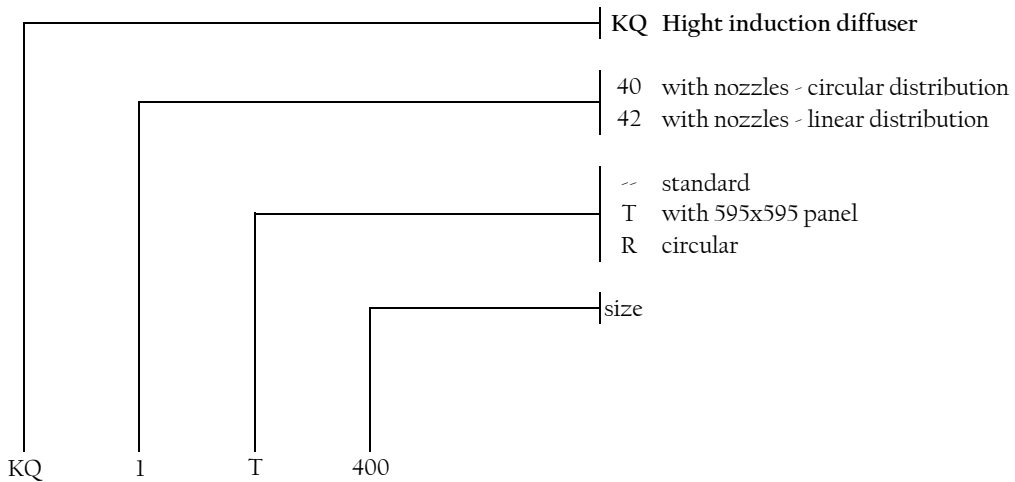 KQ Hight induction diffuser
40 with nozzles - circular distribution
42 with nozzles - linear distribution
-- standard
T with 595x595 panel
R circular
size
KQ 1 T 400